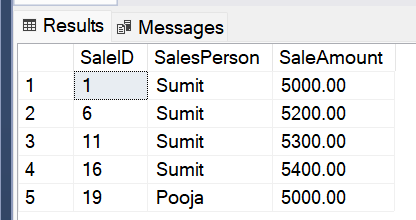 Results Messages
SaleID SalesPerson SaleAmount
1 1 Sumit 5000.00
2 6 Sumit 5200.00
3 11 Sumit 5300.00
4 16 Sumit 5400.00
5 19 Pooja 5000.00